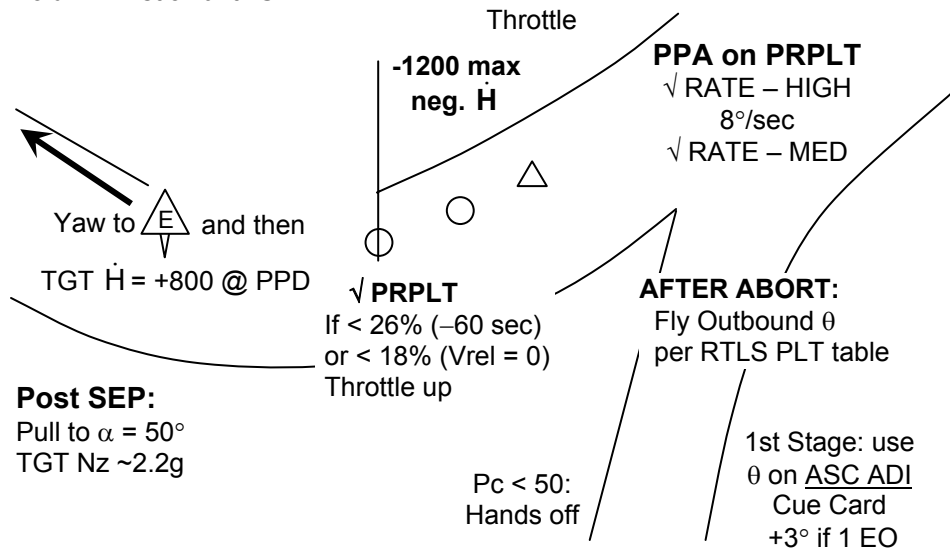 Throttle
-1200 max
neg. Ḣ
PPA on PRPLT
√ RATE – HIGH
8°/sec
√ RATE – MED
Yaw to E and then
TGT Ḣ = +800 @ PPD
√ PRPLT
If < 26% (–60 sec)
or < 18% (Vrel = 0)
Throttle up
AFTER ABORT:
Fly Outbound θ
per RTLS PLT table
Post SEP:
Pull to α = 50°
TGT Nz ~2.2g
Pc < 50:
Hands off
1st Stage: use
θ on ASC ADI
Cue Card
+3° if 1 EO